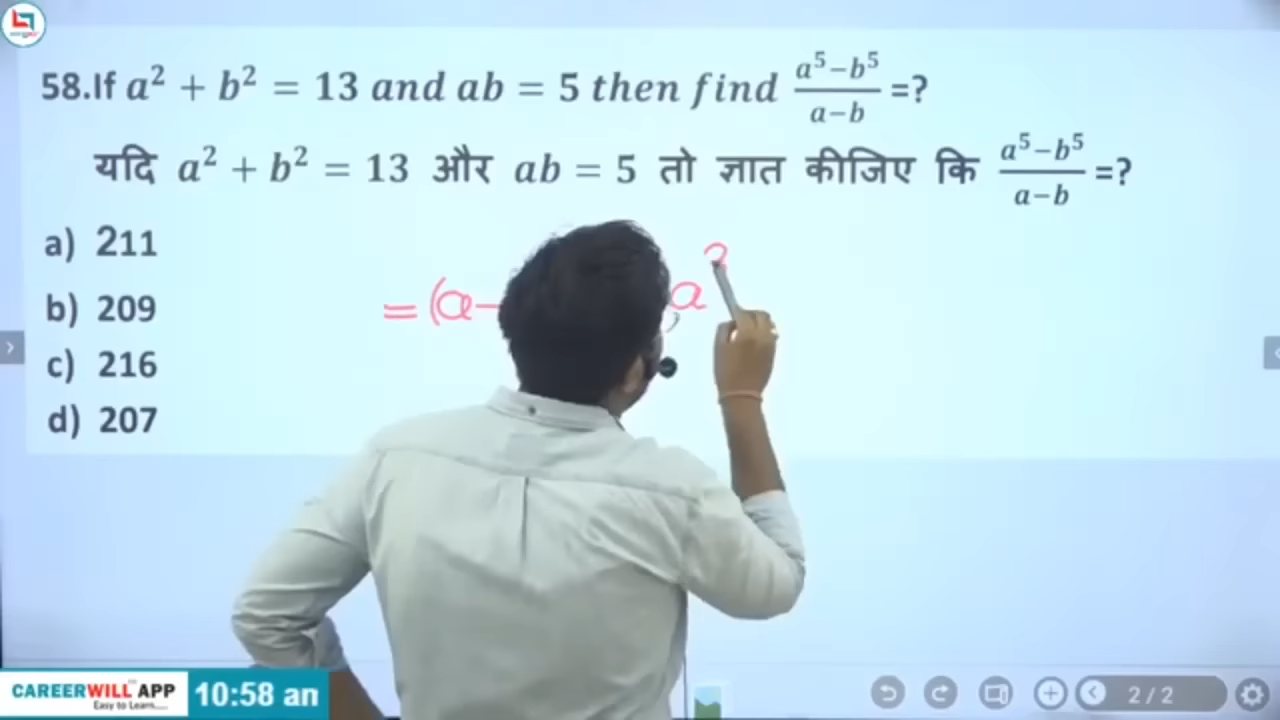 58.If a² + b² = 13 and ab = 5 then find (a⁵−b⁵)/(a−b) =?
यदि a² + b² = 13 और ab = 5 तो ज्ञात कीजिए कि (a⁵−b⁵)/(a−b) =?
a) 211
= (a−
a
b) 209
c) 216
d) 207
CAREERWILL APP
Easy to Learn.....
10:58 an
2 / 2